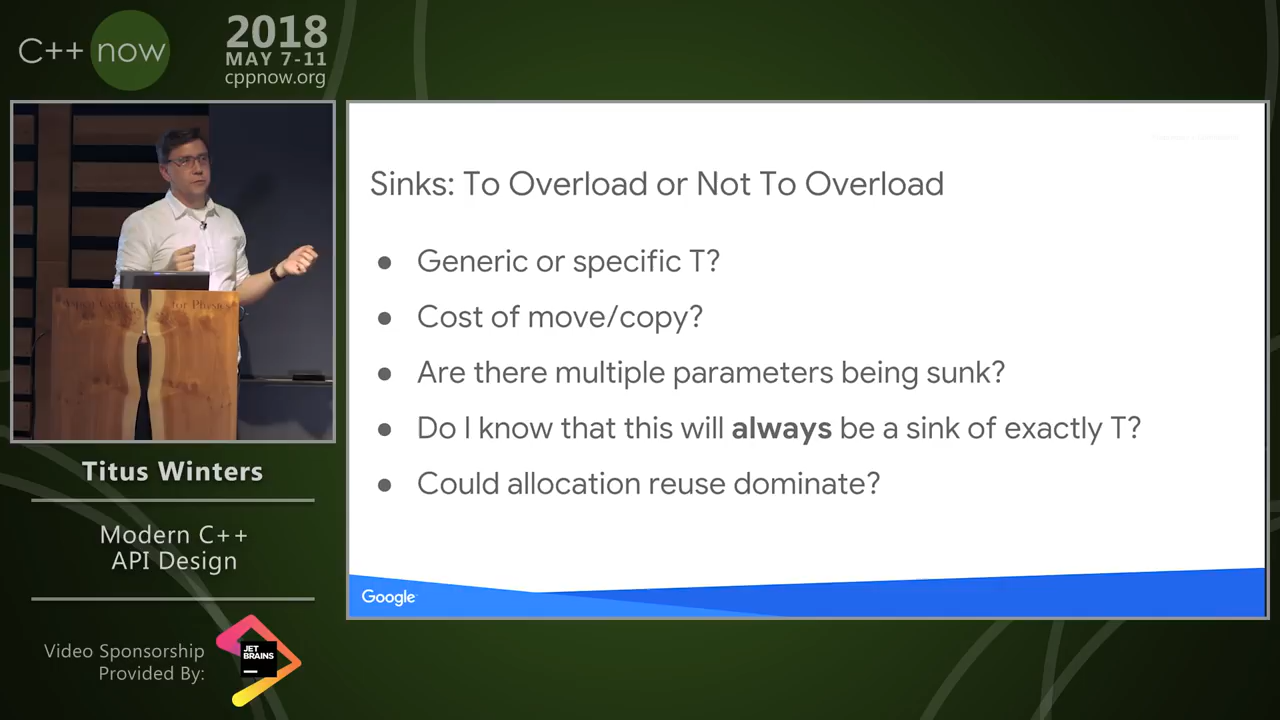 C++ now
2018
MAY 7-11
cppnow.org
Sinks: To Overload or Not To Overload
● Generic or specific T?
● Cost of move/copy?
● Are there multiple parameters being sunk?
● Do I know that this will always be a sink of exactly T?
● Could allocation reuse dominate?
Google
for Physics
Titus Winters
Modern C++
API Design
Video Sponsorship
Provided By:
JET
BRAINS